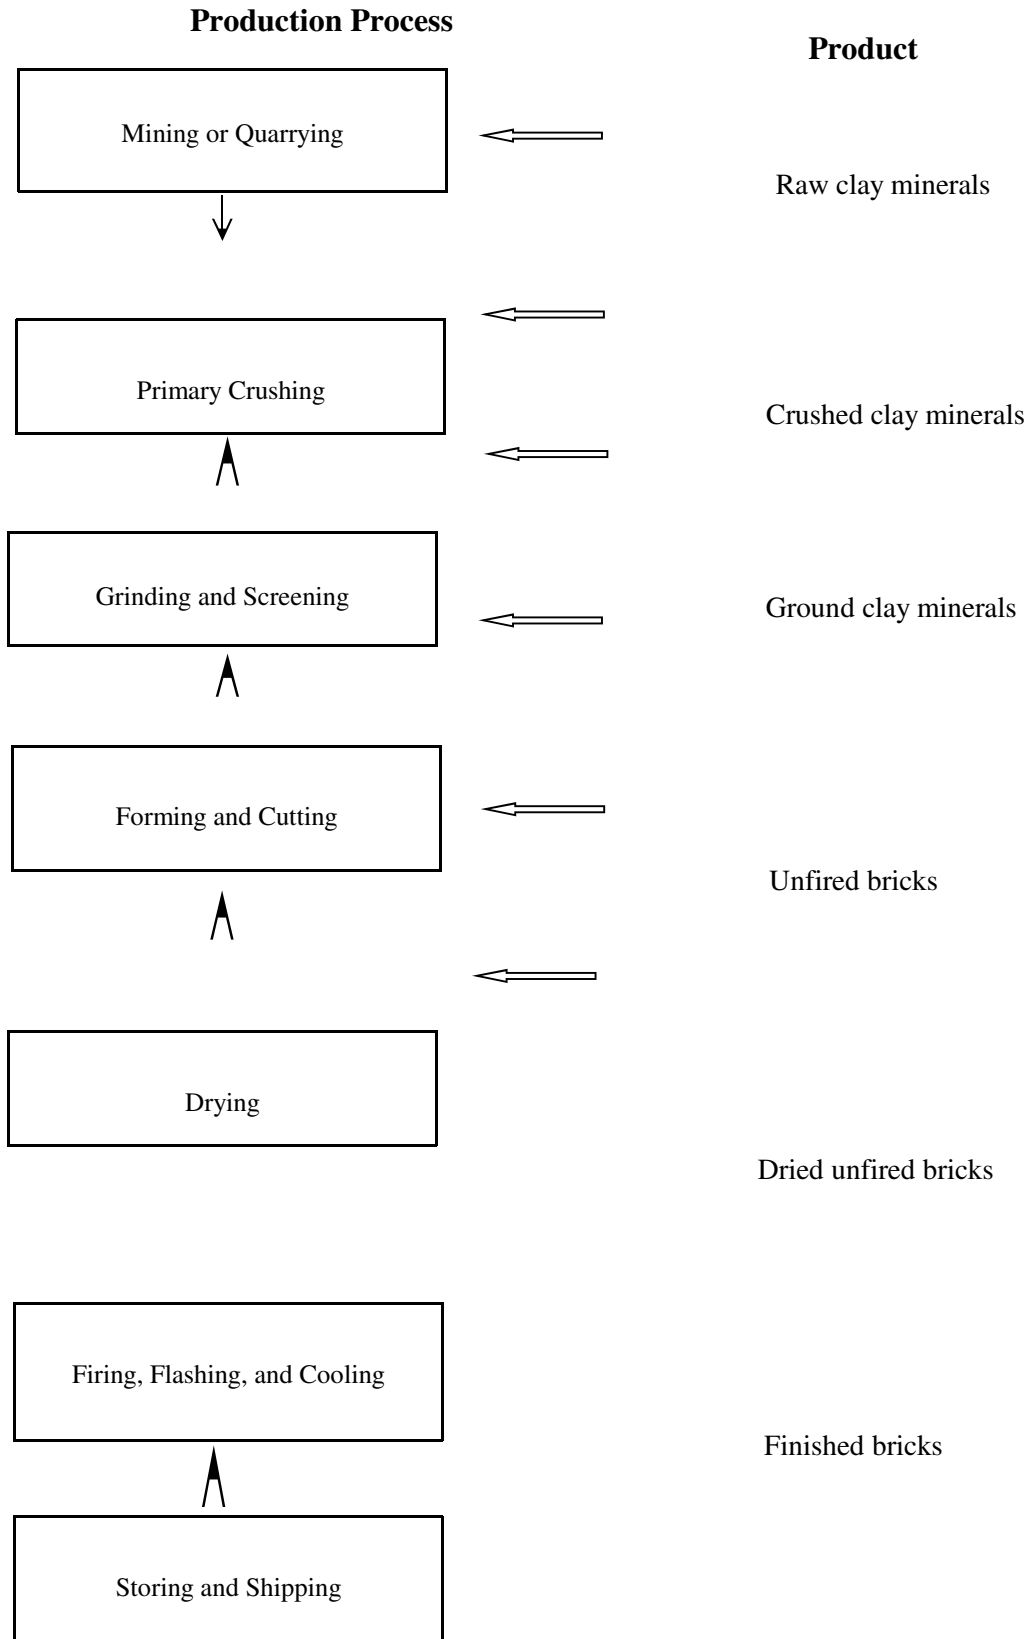 Production Process
Product
Mining or Quarrying
Raw clay minerals
Primary Crushing
Crushed clay minerals
Grinding and Screening
Ground clay minerals
Forming and Cutting
Unfired bricks
Drying
Dried unfired bricks
Firing, Flashing, and Cooling
Finished bricks
Storing and Shipping